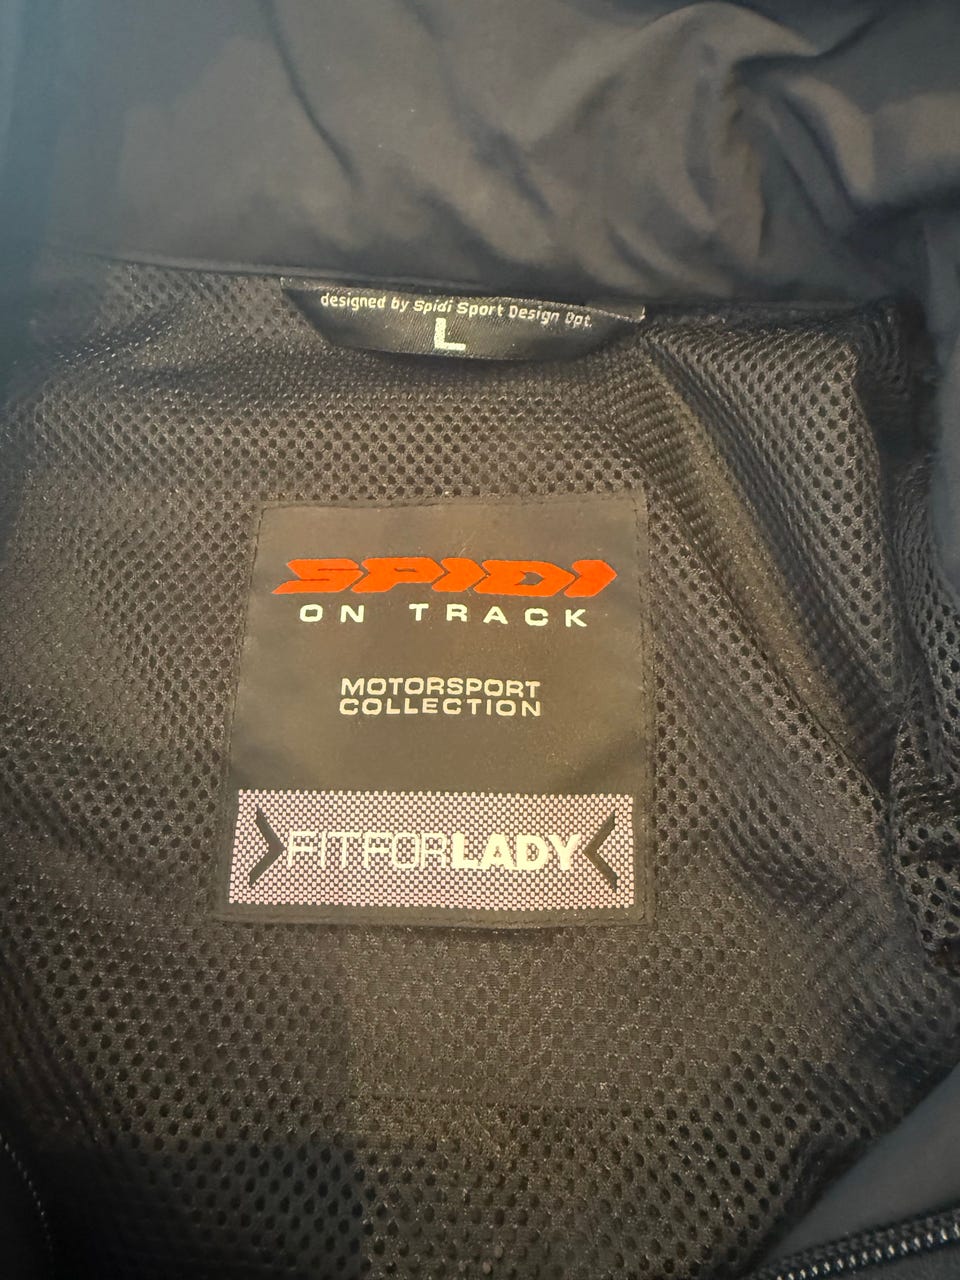 designed by Spidi Sport Design Dpt.
L
SPIDI
ON TRACK
MOTORSPORT
COLLECTION
FITFORLADY